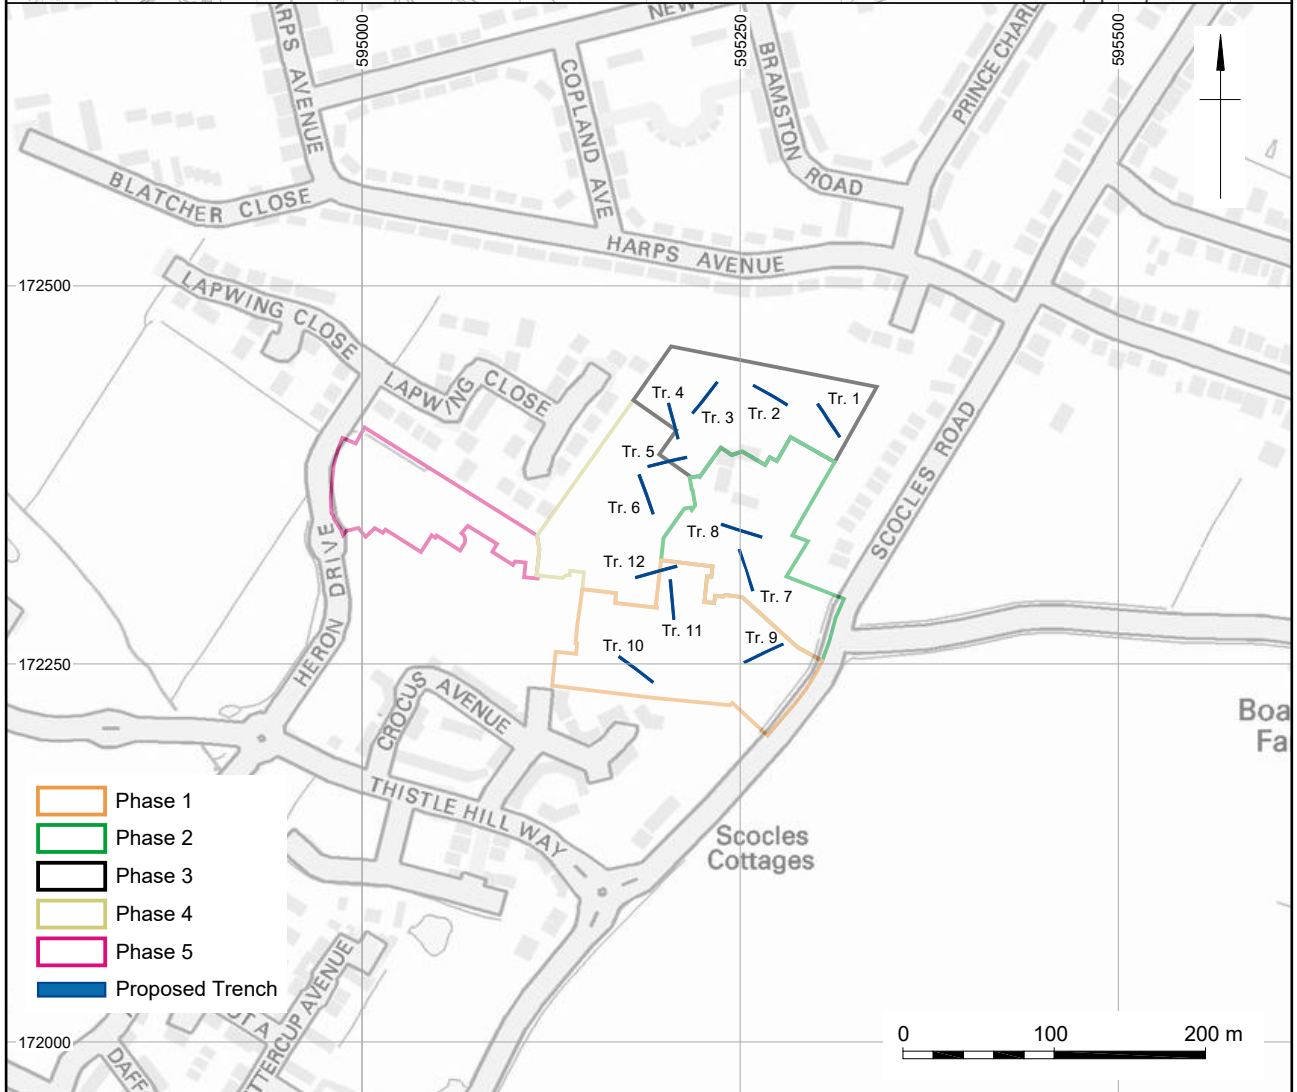 NEW
595000
595250
595500
ARPS AVENUE
COPLAND AVE
BRAMSTON ROAD
PRINCE CHARL
BLATCHER CLOSE
HARPS AVENUE
172500
LAPWING CLOSE
LAPWING CLOSE
Tr. 4
Tr. 3
Tr. 2
Tr. 1
Tr. 5
Tr. 6
Tr. 8
Tr. 12
Tr. 7
Tr. 11
Tr. 9
Tr. 10
SCOCLES ROAD
HERON DRIVE
172250
CROCUS AVENUE
Boa
Fa
THISTLE HILL WAY
Scocles
Cottages
Phase 1
Phase 2
Phase 3
Phase 4
Phase 5
Proposed Trench
TTERCUP AVENUE
DAFF
172000
0 100 200 m